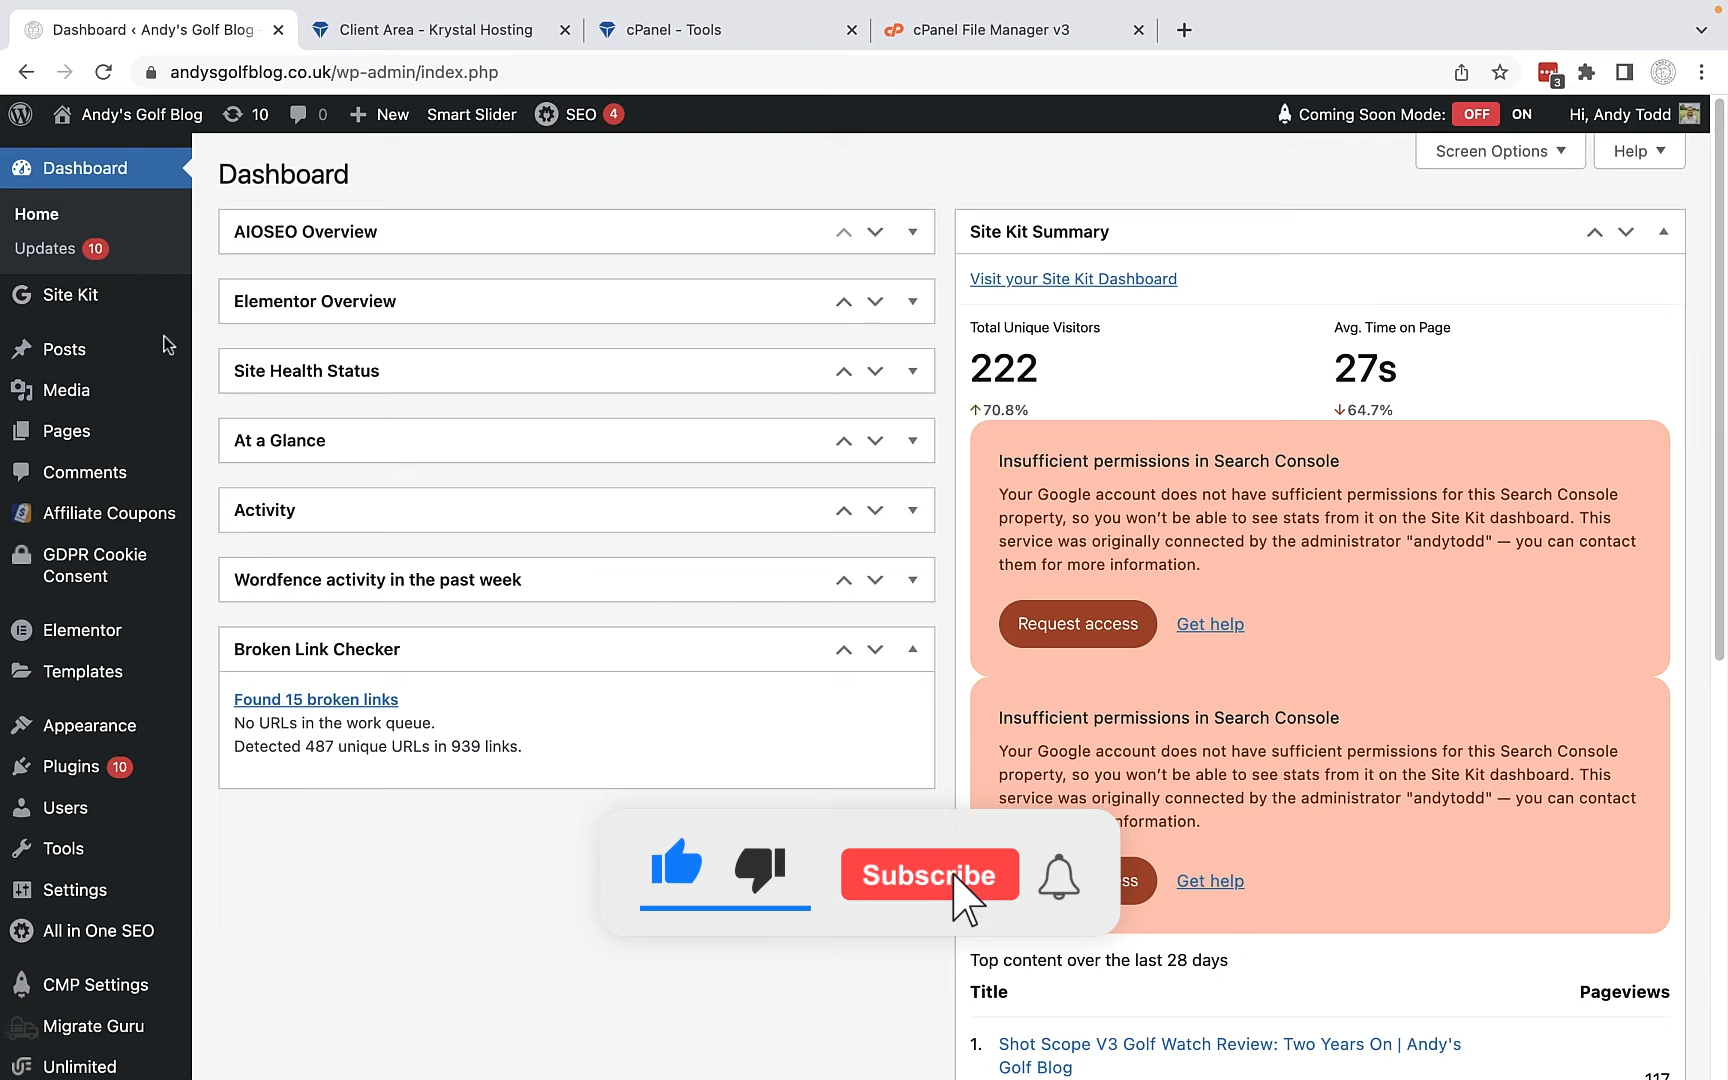 Dashboard ‹ Andy's Golf Blog
Client Area - Krystal Hosting
cPanel - Tools
cPanel File Manager v3
andysgolfblog.co.uk/wp-admin/index.php
3
Andy's Golf Blog
10
0
New
Smart Slider
SEO 4
Coming Soon Mode: OFF ON
Hi, Andy Todd
Screen Options
Help
Dashboard
Home
Updates 10
Site Kit
Posts
Media
Pages
Comments
Affiliate Coupons
GDPR Cookie
Consent
Elementor
Templates
Appearance
Plugins 10
Users
Tools
Settings
All in One SEO
CMP Settings
Migrate Guru
Unlimited
Dashboard
AIOSEO Overview
Elementor Overview
Site Health Status
At a Glance
Activity
Wordfence activity in the past week
Broken Link Checker
Found 15 broken links
No URLs in the work queue.
Detected 487 unique URLs in 939 links.
Site Kit Summary
Visit your Site Kit Dashboard
Total Unique Visitors
222
↑70.8%
Avg. Time on Page
27s
↓64.7%
Insufficient permissions in Search Console
Your Google account does not have sufficient permissions for this Search Console
property, so you won't be able to see stats from it on the Site Kit dashboard. This
service was originally connected by the administrator "andytodd" — you can contact
them for more information.
Request access
Get help
Insufficient permissions in Search Console
Your Google account does not have sufficient permissions for this Search Console
property, so you won't be able to see stats from it on the Site Kit dashboard. This
service was originally connected by the administrator "andytodd" — you can contact
nformation.
ss
Get help
Subscribe
Top content over the last 28 days
Title
Pageviews
1. Shot Scope V3 Golf Watch Review: Two Years On | Andy's
Golf Blog
117